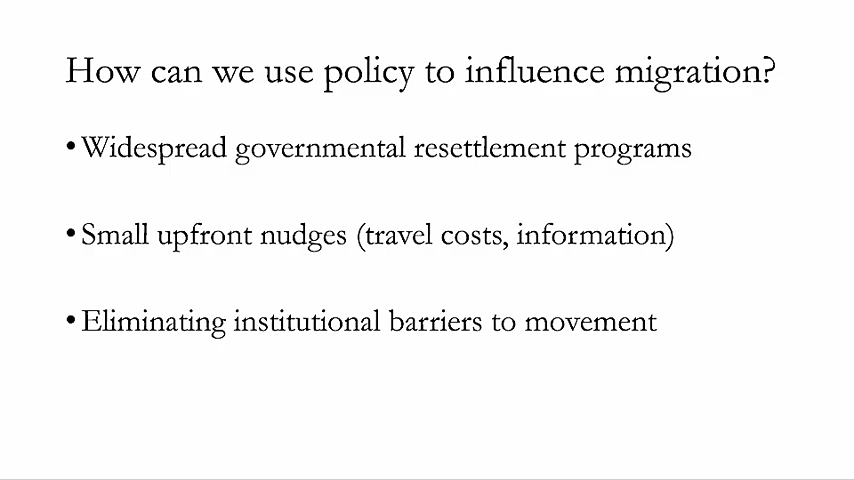 How can we use policy to influence migration?
• Widespread governmental resettlement programs
• Small upfront nudges (travel costs, information)
• Eliminating institutional barriers to movement